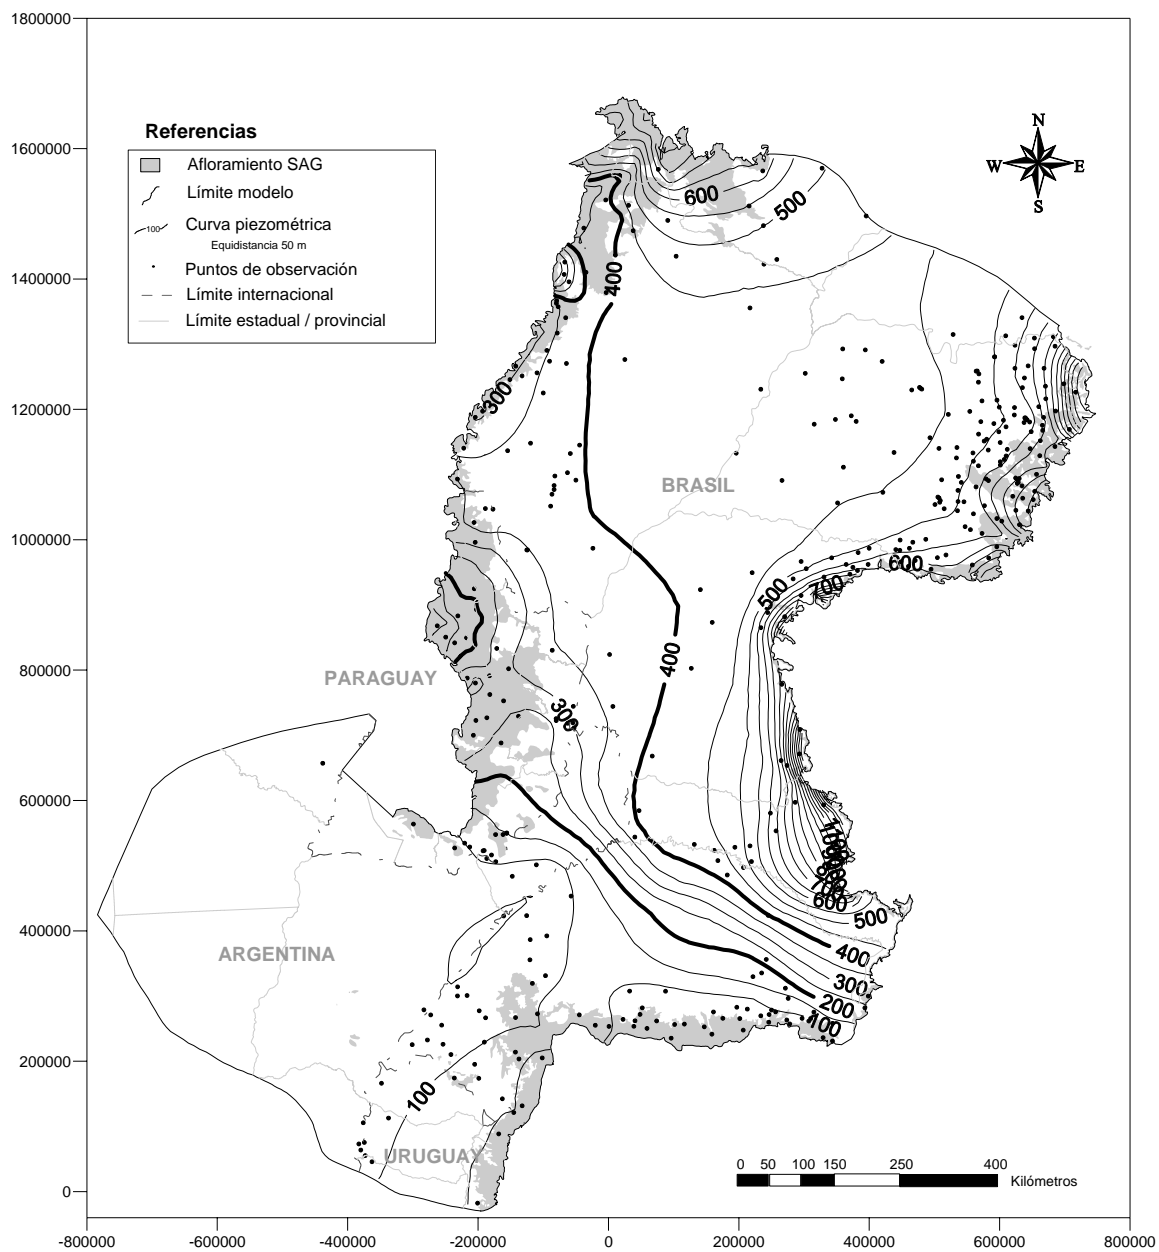 1800000
1600000
1400000
1200000
1000000
800000
600000
400000
200000
0
Referencias
Afloramiento SAG
Límite modelo
100
Curva piezométrica
Equidistancia 50 m
Puntos de observación
Límite internacional
Límite estadual / provincial
N
W
E
S
600
500
400
300
BRASIL
600
700
500
400
PARAGUAY
300
600
500
ARGENTINA
400
300
200
100
100
URUGUAY
0 50 100 150 250 400
Kilómetros
-800000 -600000 -400000 -200000 0 200000 400000 600000 800000